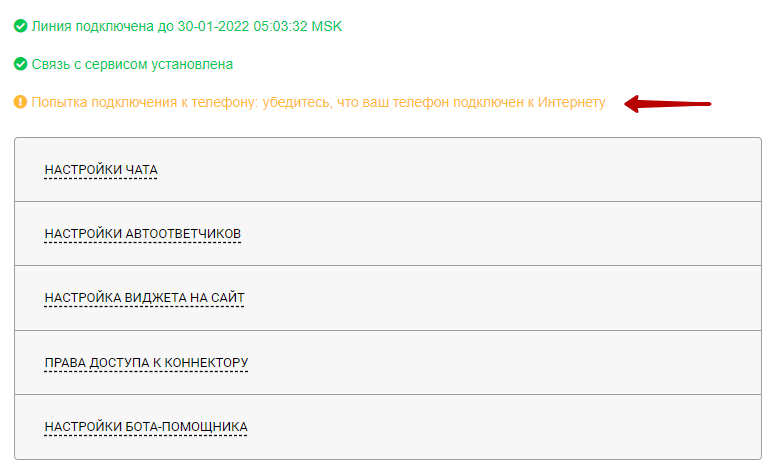 Линия подключена до 30-01-2022 05:03:32 MSK
Связь с сервисом установлена
Попытка подключения к телефону: убедитесь, что ваш телефон подключен к Интернету
НАСТРОЙКИ ЧАТА
НАСТРОЙКИ АВТООТВЕТЧИКОВ
НАСТРОЙКА ВИДЖЕТА НА САЙТ
ПРАВА ДОСТУПА К КОННЕКТОРУ
НАСТРОЙКИ БОТА-ПОМОЩНИКА